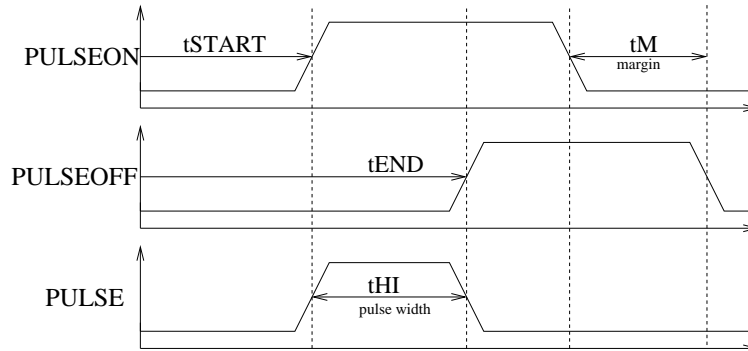 PULSEON
tSTART
tM
margin
PULSEOFF
tEND
PULSE
tHI
pulse width